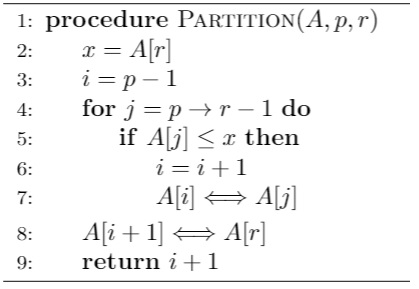 1: procedure PARTITION(A, p, r)
2: x = A[r]
3: i = p − 1
4: for j = p → r − 1 do
5: if A[j] ≤ x then
6: i = i + 1
7: A[i] ⟺ A[j]
8: A[i + 1] ⟺ A[r]
9: return i + 1